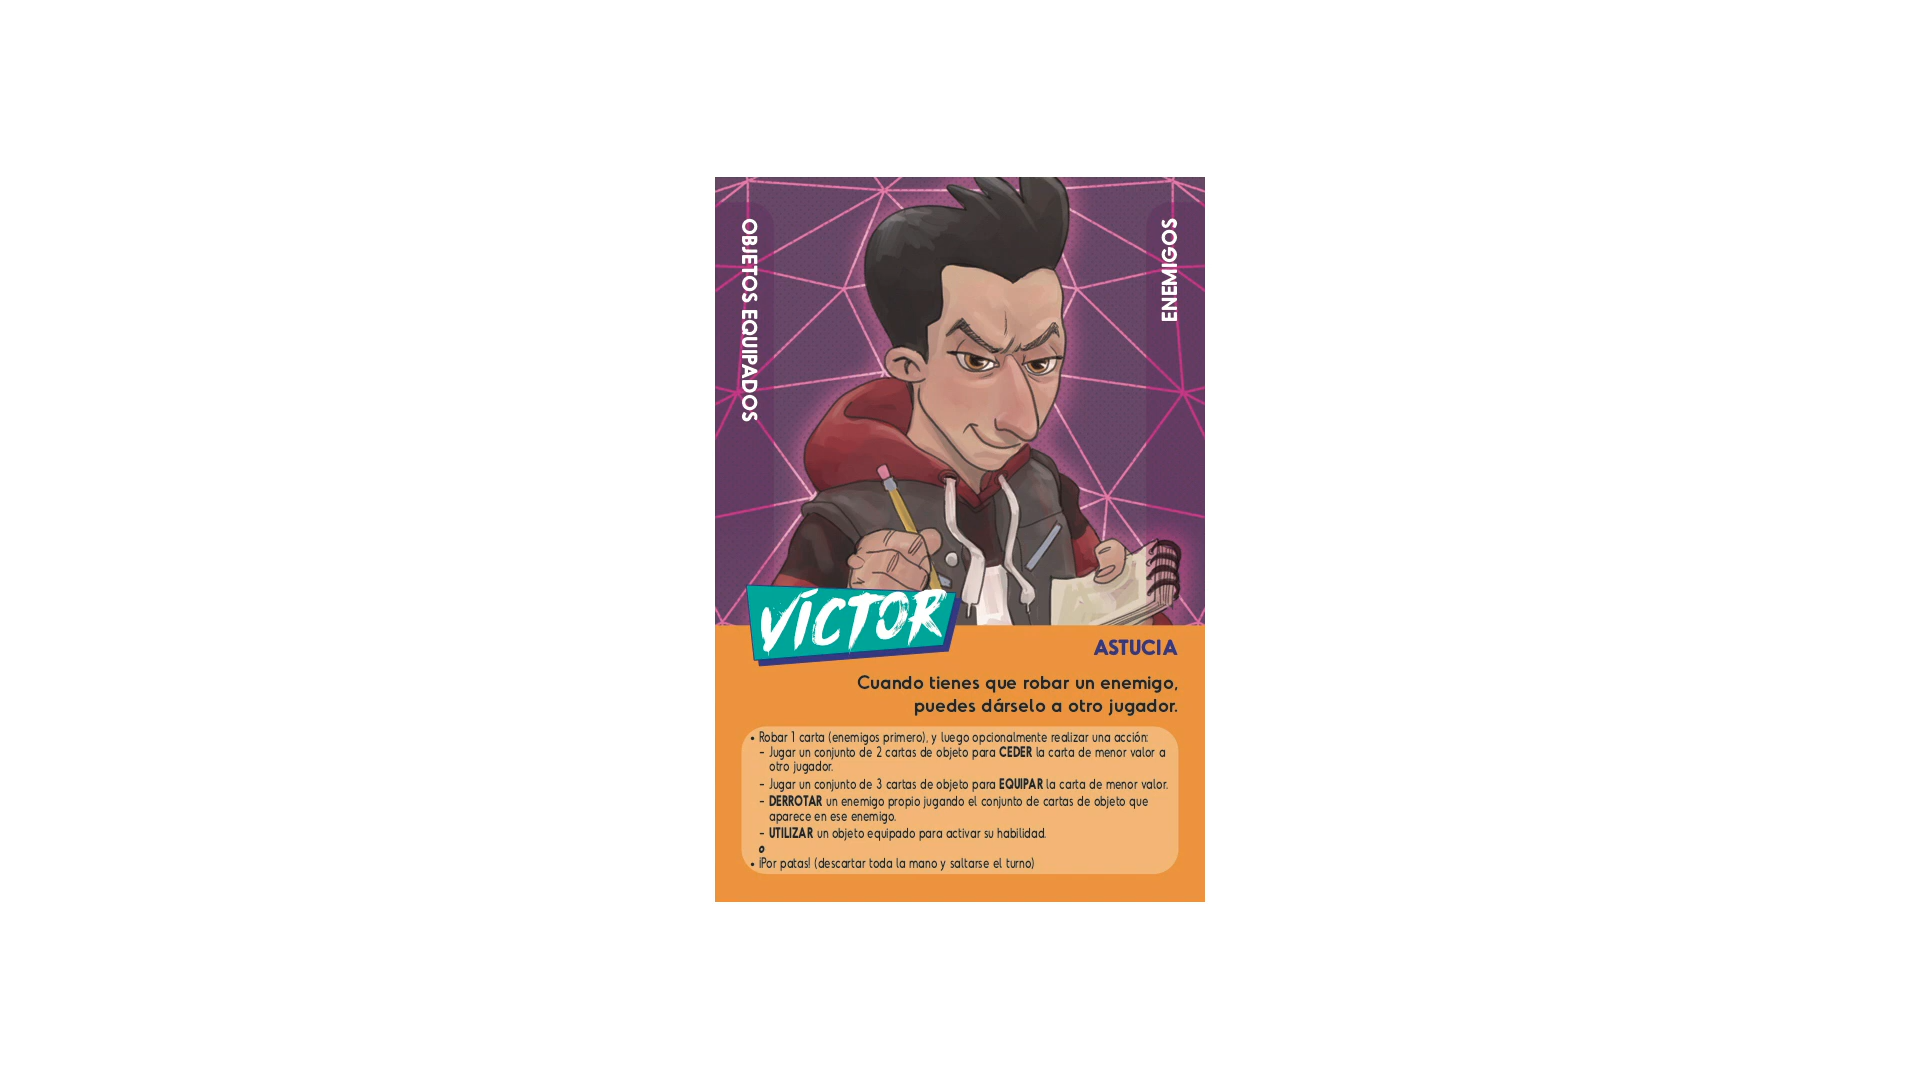 OBJETOS EQUIPADOS
ENEMIGOS
VÍCTOR
ASTUCIA
Cuando tienes que robar un enemigo,
puedes dárselo a otro jugador.
• Robar 1 carta (enemigos primero), y luego opcionalmente realizar una acción:
- Jugar un conjunto de 2 cartas de objeto para CEDER la carta de menor valor a
otro jugador.
- Jugar un conjunto de 3 cartas de objeto para EQUIPAR la carta de menor valor.
- DERROTAR un enemigo propio jugando el conjunto de cartas de objeto que
aparece en ese enemigo.
- UTILIZAR un objeto equipado para activar su habilidad.
o
• ¡Por patas! (descartar toda la mano y saltarse el turno)